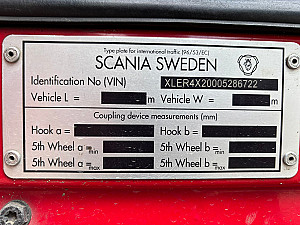 Type plate for international traffic (96/53/EC)
SCANIA SWEDEN
Identification No (VIN) XLER4X20005286722
Vehicle L = m Vehicle W = m
Coupling device measurements (mm)
Hook a = Hook b =
5th Wheel a min = 5th Wheel b min =
5th Wheel a max = 5th Wheel b max =